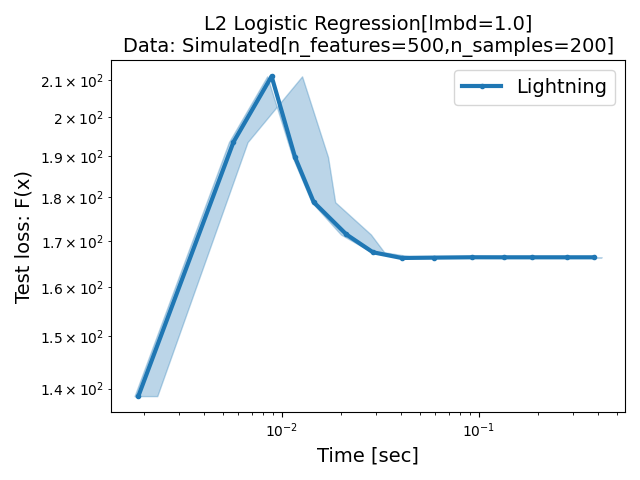 L2 Logistic Regression[lmbd=1.0]
Data: Simulated[n_features=500,n_samples=200]
Lightning
Test loss: F(x)
2.1 × 10²
2 × 10²
1.9 × 10²
1.8 × 10²
1.7 × 10²
1.6 × 10²
1.5 × 10²
1.4 × 10²
10⁻² 10⁻¹
Time [sec]